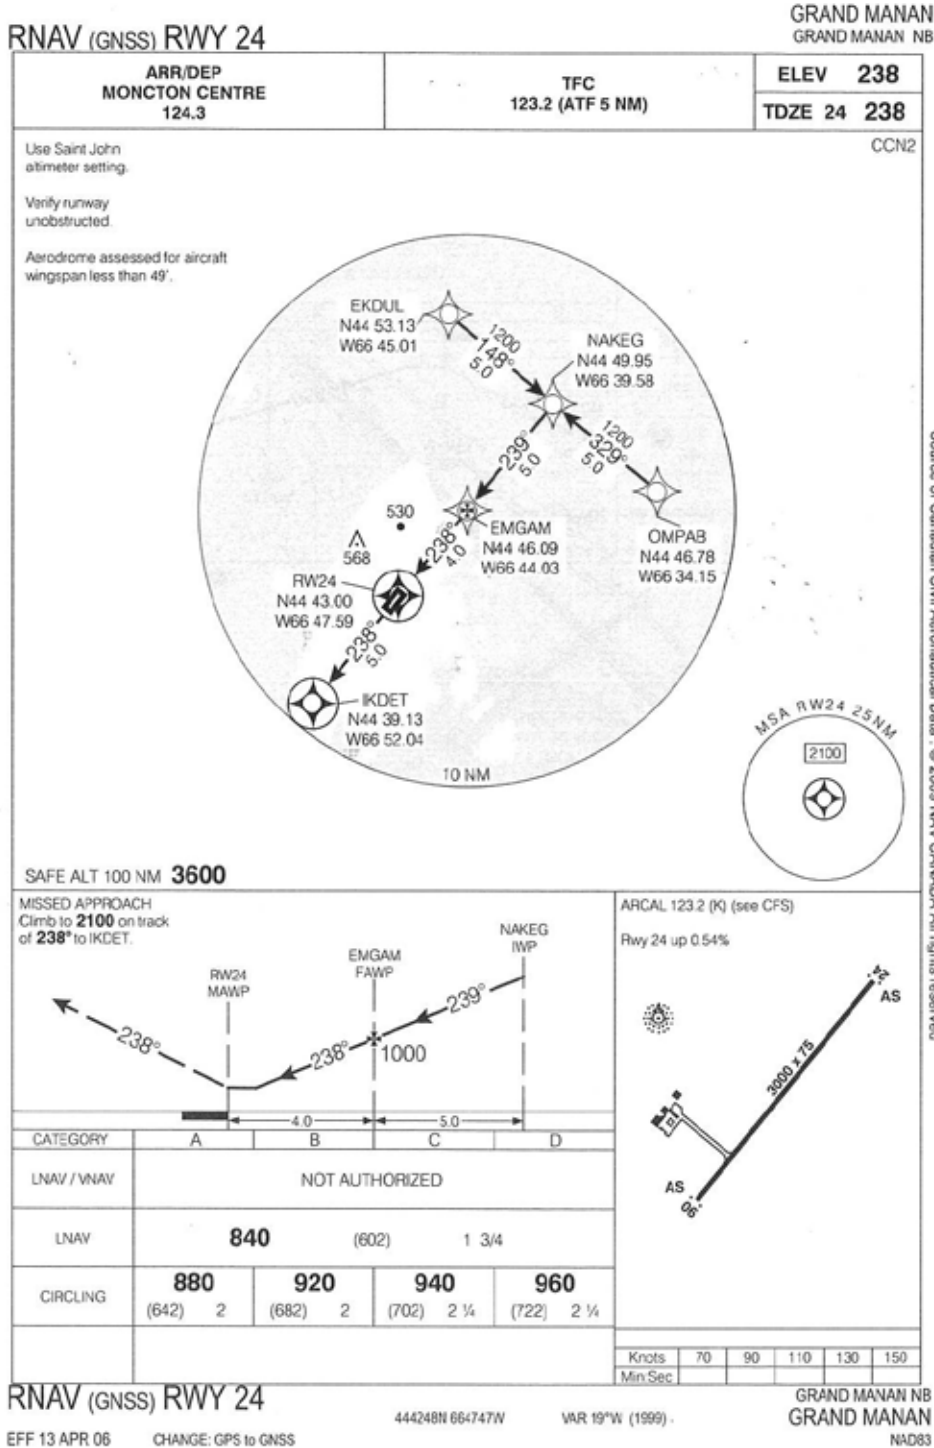 GRAND MANAN
RNAV (GNSS) RWY 24
GRAND MANAN NB
ARR/DEP
MONCTON CENTRE
124.3
TFC
123.2 (ATF 5 NM)
ELEV 238
TDZE 24 238
CCN2
Use Saint John
altimeter setting.
Verify runway
unobstructed.
Aerodrome assessed for aircraft
wingspan less than 49'.
EKDUL
N44 53.13
W66 45.01
1200
148°
5.0
NAKEG
N44 49.95
W66 39.58
1200
329°
5.0
239°
5.0
OMPAB
N44 46.78
W66 34.15
EMGAM
N44 46.09
W66 44.03
530
568
238°
4.0
RW24
N44 43.00
W66 47.59
238°
5.0
IKDET
N44 39.13
W66 52.04
10 NM
MSA RW24 25NM
2100
SAFE ALT 100 NM 3600
MISSED APPROACH
Climb to 2100 on track
of 238° to IKDET.
RW24
MAWP
EMGAM
FAWP
NAKEG
IWP
238°
238°
239°
1000
4.0
5.0
ARCAL 123.2 (K) (see CFS)
Rwy 24 up 0.54%
24
AS
3000 x 75
AS
06
CATEGORY A B C D
LNAV / VNAV NOT AUTHORIZED
LNAV 840 (602) 1 3/4
CIRCLING
880 920 940 960
(642) 2 (682) 2 (702) 2 ¼ (722) 2 ¼
Knots 70 90 110 130 150
Min:Sec
RNAV (GNSS) RWY 24
GRAND MANAN NB
444248N 664747W VAR 19°W (1999)
GRAND MANAN
EFF 13 APR 06 CHANGE: GPS to GNSS
NAD83